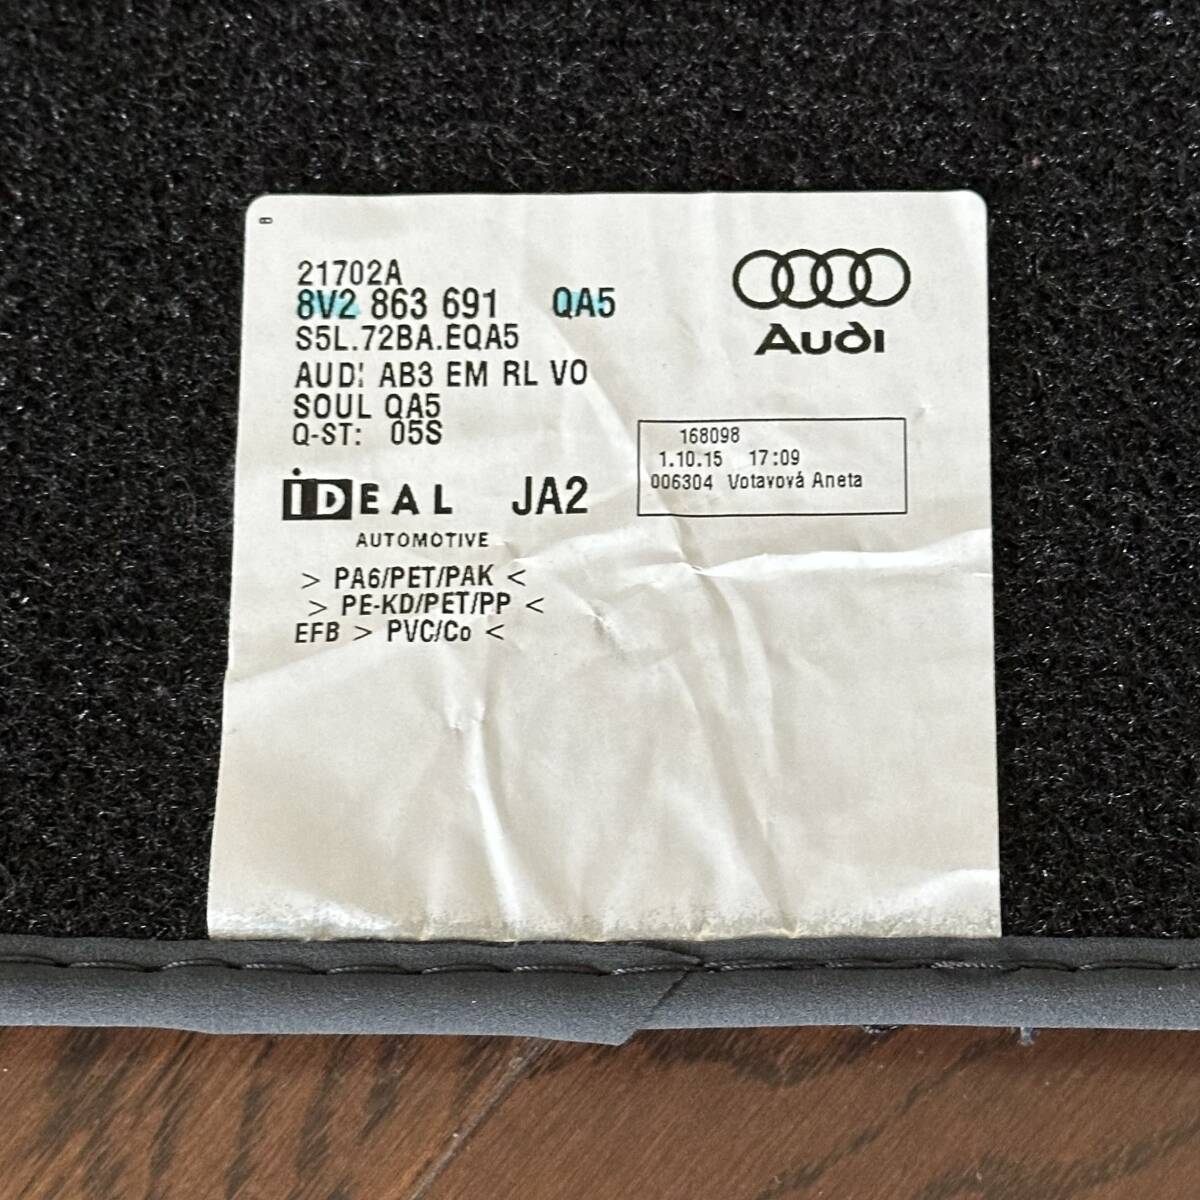 21702A
8V2 863 691 QA5
S5L.72BA.EQA5
AUDI AB3 EM RL VO
SOUL QA5
Q-ST: 05S
Audi
168098
1.10.15 17:09
006304 Votavová Aneta
iDEAL JA2
AUTOMOTIVE
> PA6/PET/PAK <
> PE-KD/PET/PP <
EFB > PVC/Co <